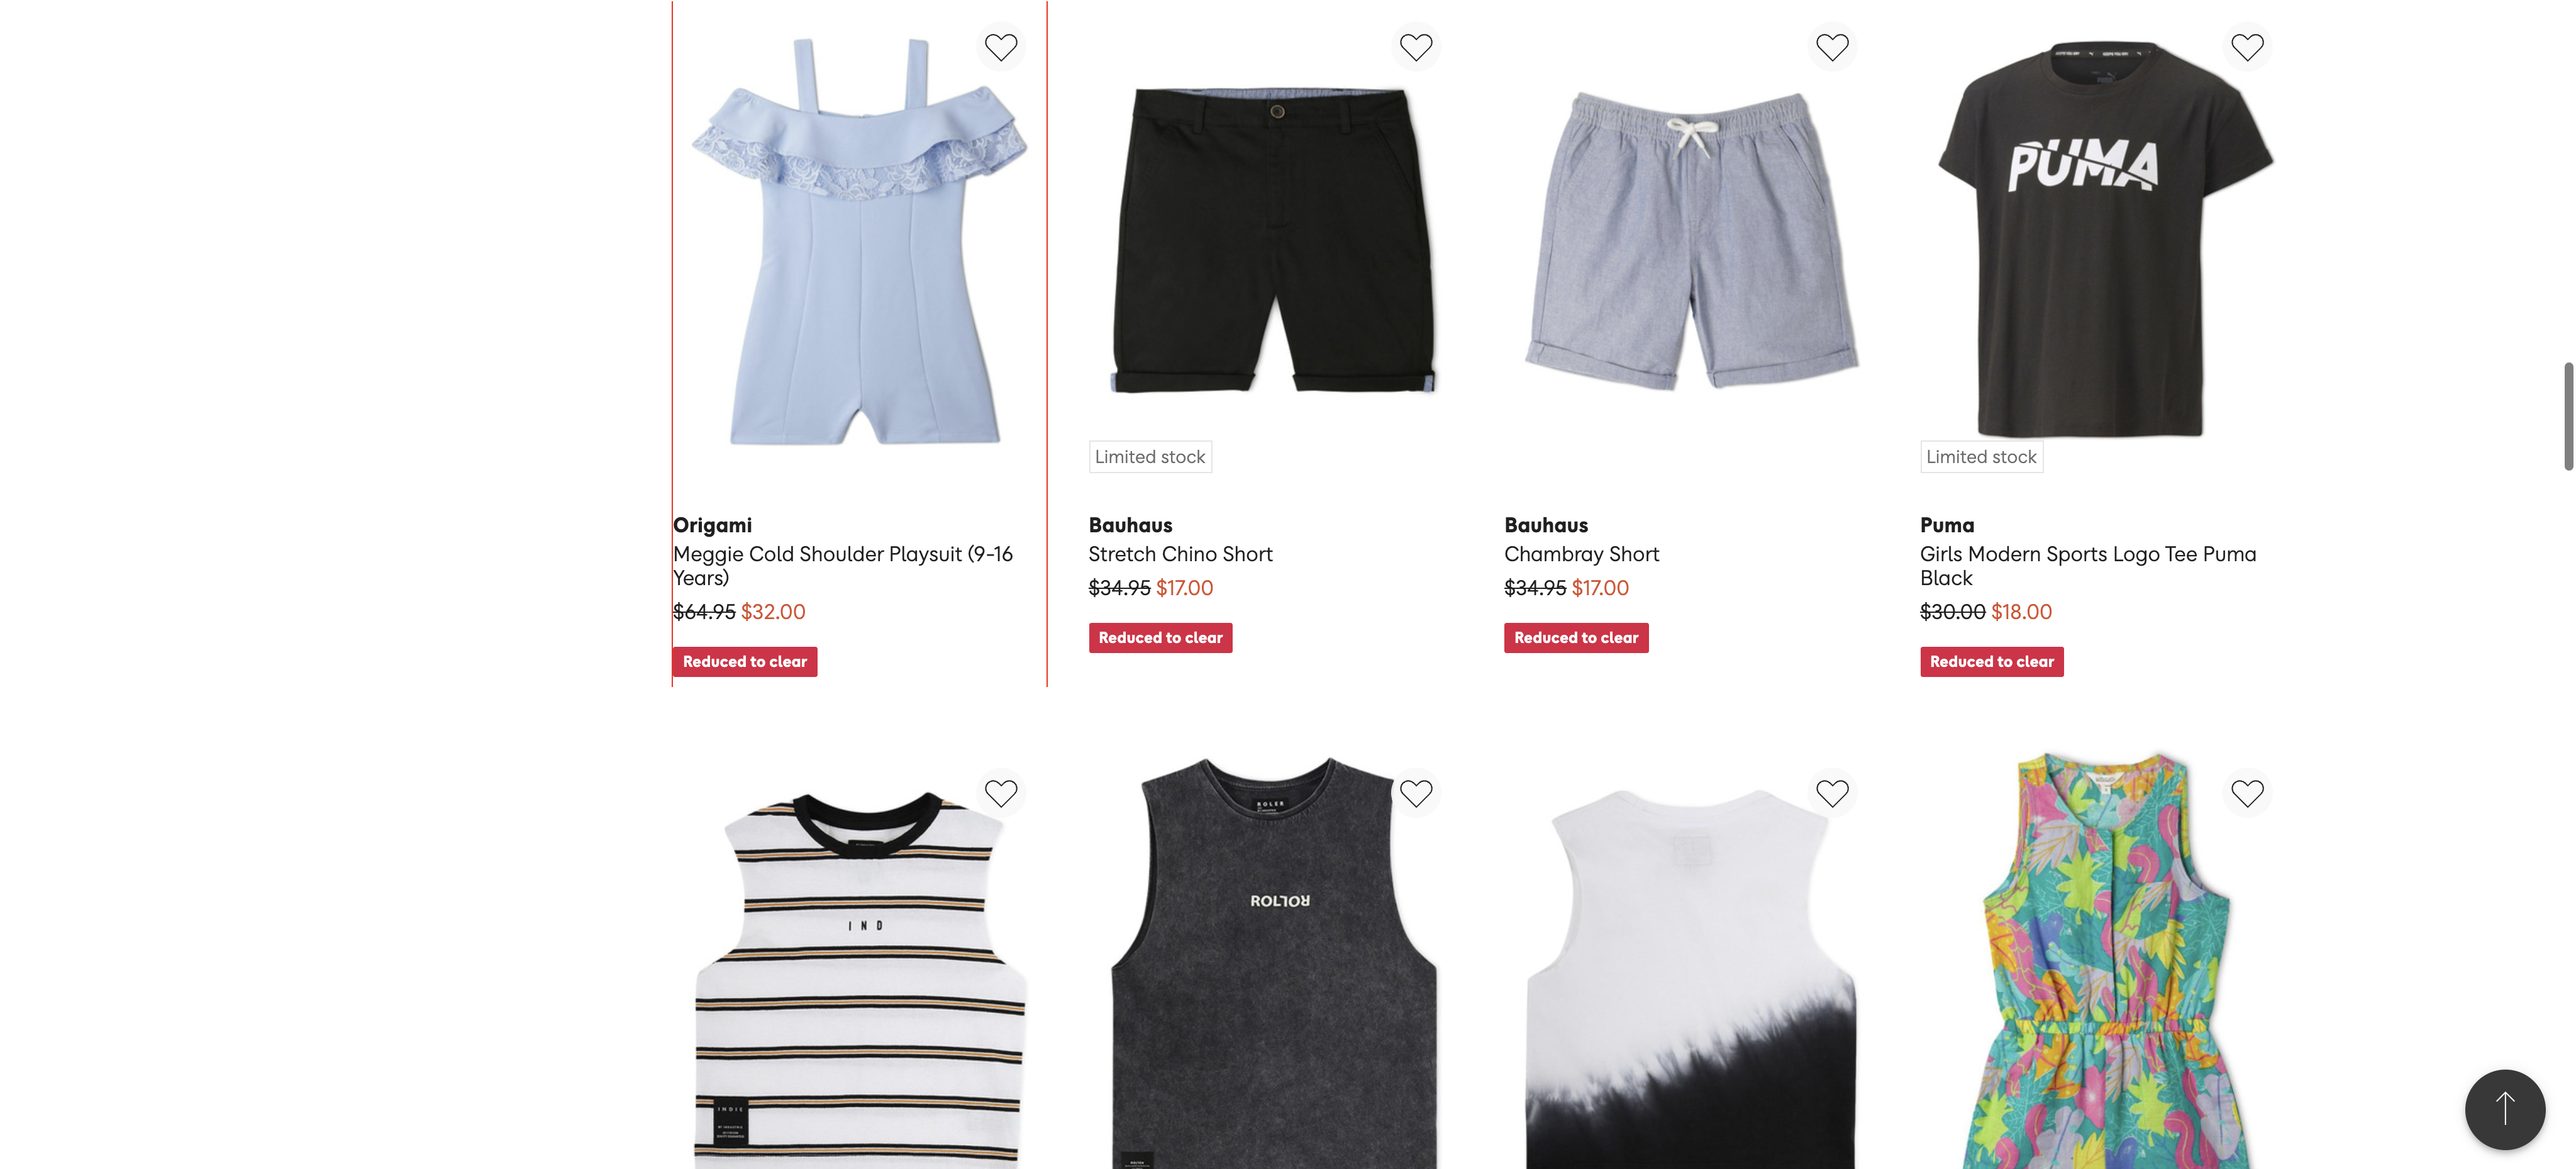 PUMA
Limited stock
Limited stock
Origami
Meggie Cold Shoulder Playsuit (9-16
Years)
$64.95 $32.00
Reduced to clear
Bauhaus
Stretch Chino Short
$34.95 $17.00
Reduced to clear
Bauhaus
Chambray Short
$34.95 $17.00
Reduced to clear
Puma
Girls Modern Sports Logo Tee Puma
Black
$30.00 $18.00
Reduced to clear
IND
INDIE
ROLER